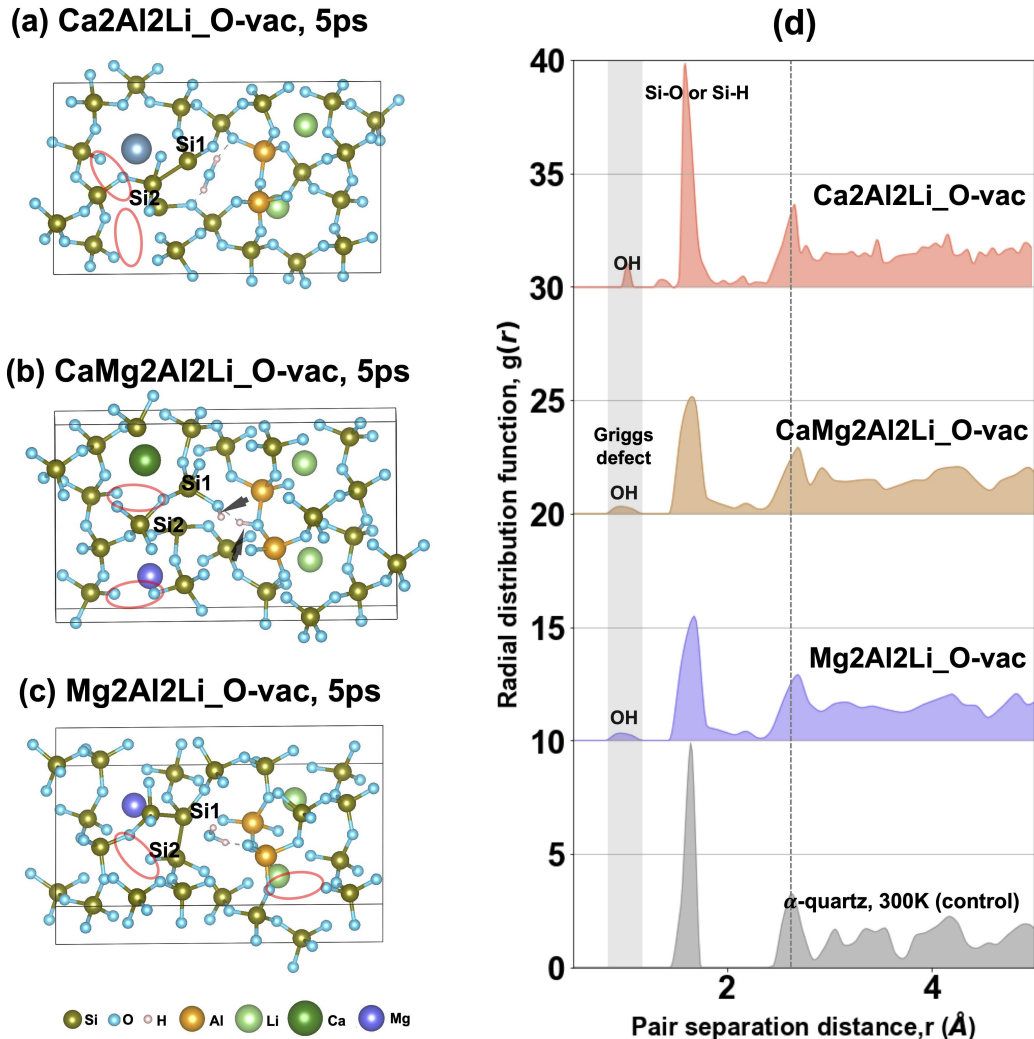 (a) Ca2Al2Li_O-vac, 5ps
Si1
Si2
(b) CaMg2Al2Li_O-vac, 5ps
Si1
Si2
(c) Mg2Al2Li_O-vac, 5ps
Si1
Si2
Si O H Al Li Ca Mg
(d)
Radial distribution function, g(r)
40
35
30
25
20
15
10
5
0
Si-O or Si-H
Ca2Al2Li_O-vac
OH
CaMg2Al2Li_O-vac
Griggs
defect
OH
Mg2Al2Li_O-vac
OH
α-quartz, 300K (control)
2 4
Pair separation distance,r (Å)